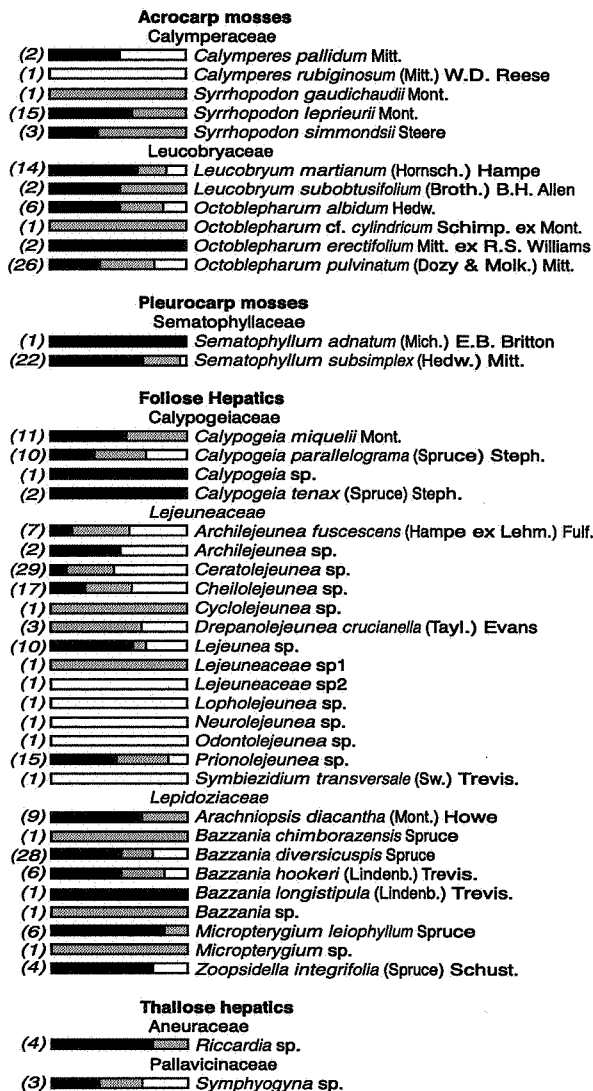 Acrocarp mosses
Calymperaceae
(2) Calymperes pallidum Mitt.
(1) Calymperes rubiginosum (Mitt.) W.D. Reese
(1) Syrrhopodon gaudichaudii Mont.
(15) Syrrhopodon leprieurii Mont.
(3) Syrrhopodon simmondsii Steere
Leucobryaceae
(14) Leucobryum martianum (Hornsch.) Hampe
(2) Leucobryum subobtusifolium (Broth.) B.H. Allen
(6) Octoblepharum albidum Hedw.
(1) Octoblepharum cf. cylindricum Schimp. ex Mont.
(2) Octoblepharum erectifolium Mitt. ex R.S. Williams
(26) Octoblepharum pulvinatum (Dozy & Molk.) Mitt.
Pleurocarp mosses
Sematophyllaceae
(1) Sematophyllum adnatum (Mich.) E.B. Britton
(22) Sematophyllum subsimplex (Hedw.) Mitt.
Foliose Hepatics
Calypogeiaceae
(11) Calypogeia miquelii Mont.
(10) Calypogeia parallelograma (Spruce) Steph.
(1) Calypogeia sp.
(2) Calypogeia tenax (Spruce) Steph.
Lejeuneaceae
(7) Archilejeunea fuscescens (Hampe ex Lehm.) Fulf.
(2) Archilejeunea sp.
(29) Ceratolejeunea sp.
(17) Cheilolejeunea sp.
(1) Cyclolejeunea sp.
(3) Drepanolejeunea crucianella (Tayl.) Evans
(10) Lejeunea sp.
(1) Lejeuneaceae sp1
(1) Lejeuneaceae sp2
(1) Lopholejeunea sp.
(1) Neurolejeunea sp.
(1) Odontolejeunea sp.
(15) Prionolejeunea sp.
(1) Symbiezidium transversale (Sw.) Trevis.
Lepidoziaceae
(9) Arachniopsis diacantha (Mont.) Howe
(1) Bazzania chimborazensis Spruce
(28) Bazzania diversicuspis Spruce
(6) Bazzania hookeri (Lindenb.) Trevis.
(1) Bazzania longistipula (Lindenb.) Trevis.
(1) Bazzania sp.
(6) Micropterygium leiophyllum Spruce
(1) Micropterygium sp.
(4) Zoopsidella integrifolia (Spruce) Schust.
Thallose hepatics
Aneuraceae
(4) Riccardia sp.
Pallavicinaceae
(3) Symphyogyna sp.